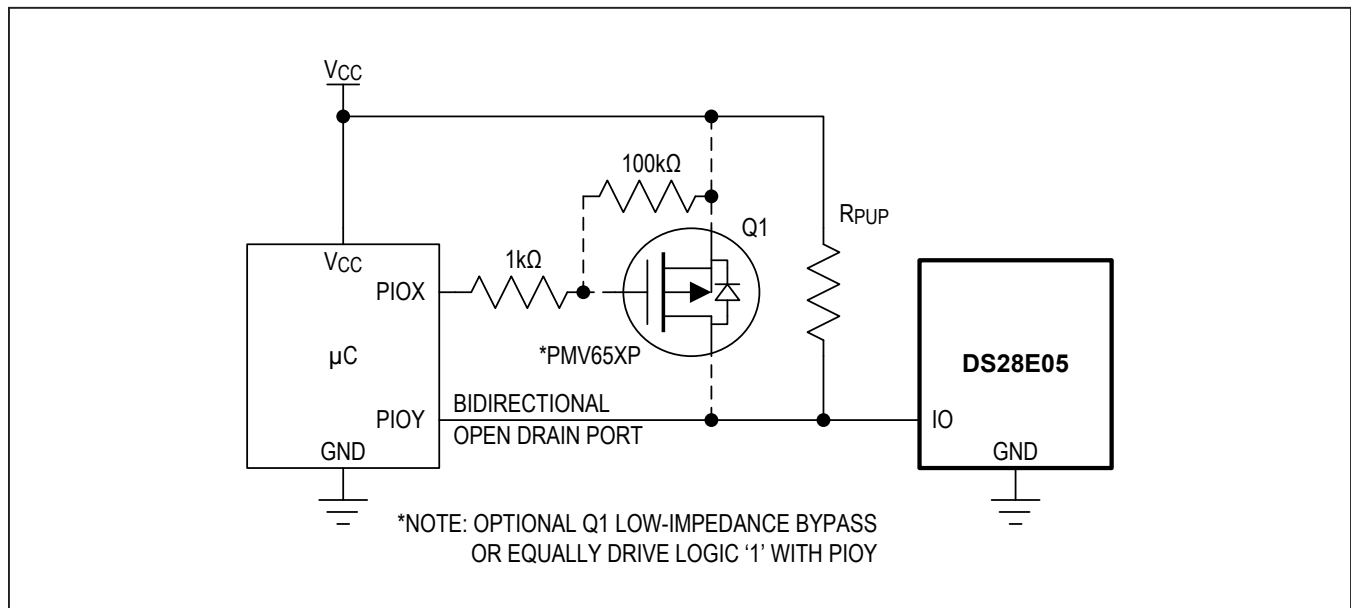 VCC
100kΩ
Q1
RPUP
VCC
1kΩ
PIOX
µC
*PMV65XP
DS28E05
PIOY
BIDIRECTIONAL
OPEN DRAIN PORT
IO
GND
GND
*NOTE: OPTIONAL Q1 LOW-IMPEDANCE BYPASS
OR EQUALLY DRIVE LOGIC ‘1’ WITH PIOY